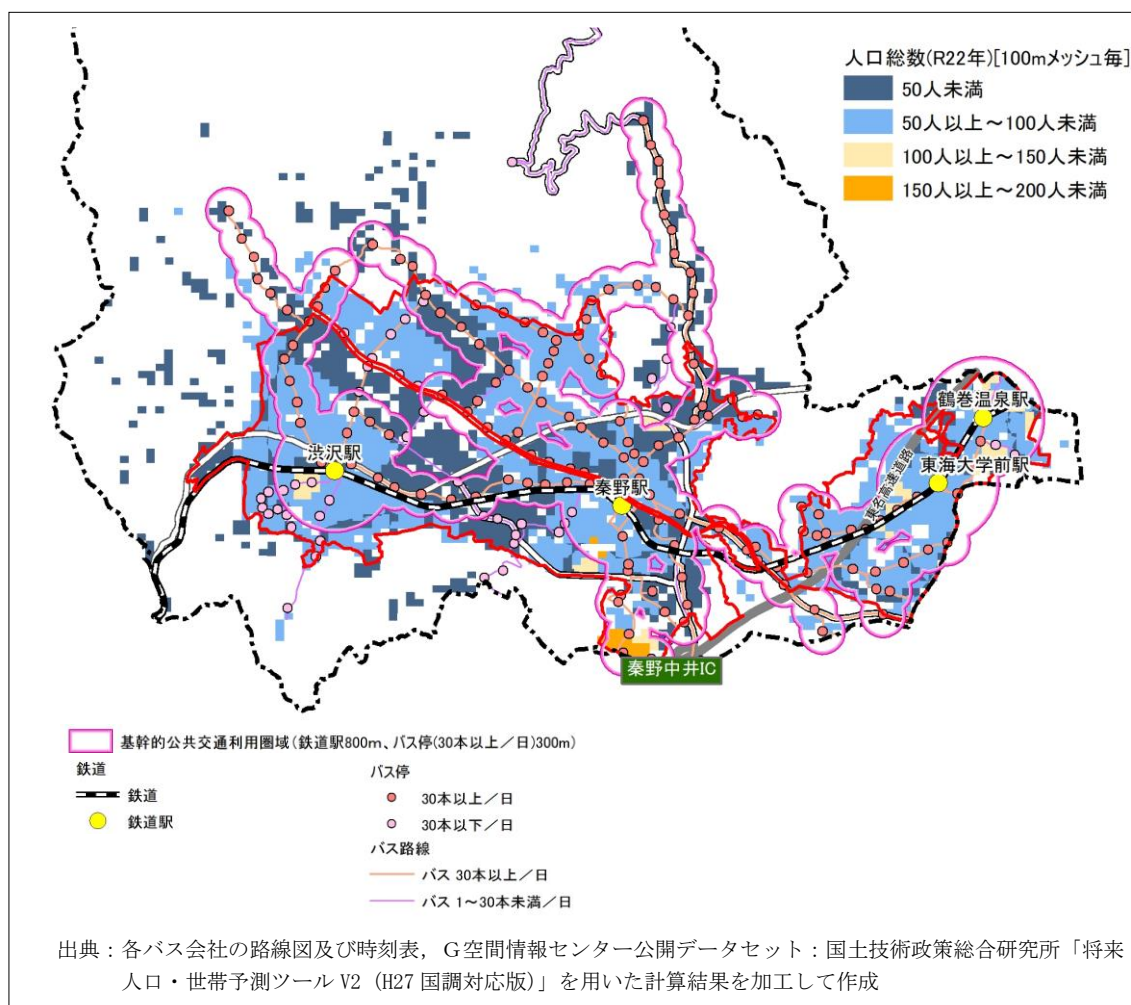 人口総数(R22年)[100mメッシュ毎]
50人未満
50人以上～100人未満
100人以上～150人未満
150人以上～200人未満
鶴巻温泉駅
東海大学前駅
東名高速道路
渋沢駅
秦野駅
秦野中井IC
基幹的公共交通利用圏域(鉄道駅800m、バス停(30本以上／日)300m)
鉄道
鉄道
鉄道駅
バス停
30本以上／日
30本以下／日
バス路線
バス 30本以上／日
バス 1～30本未満／日
出典：各バス会社の路線図及び時刻表，Ｇ空間情報センター公開データセット：国土技術政策総合研究所「将来
人口・世帯予測ツール V2（H27 国調対応版）」を用いた計算結果を加工して作成